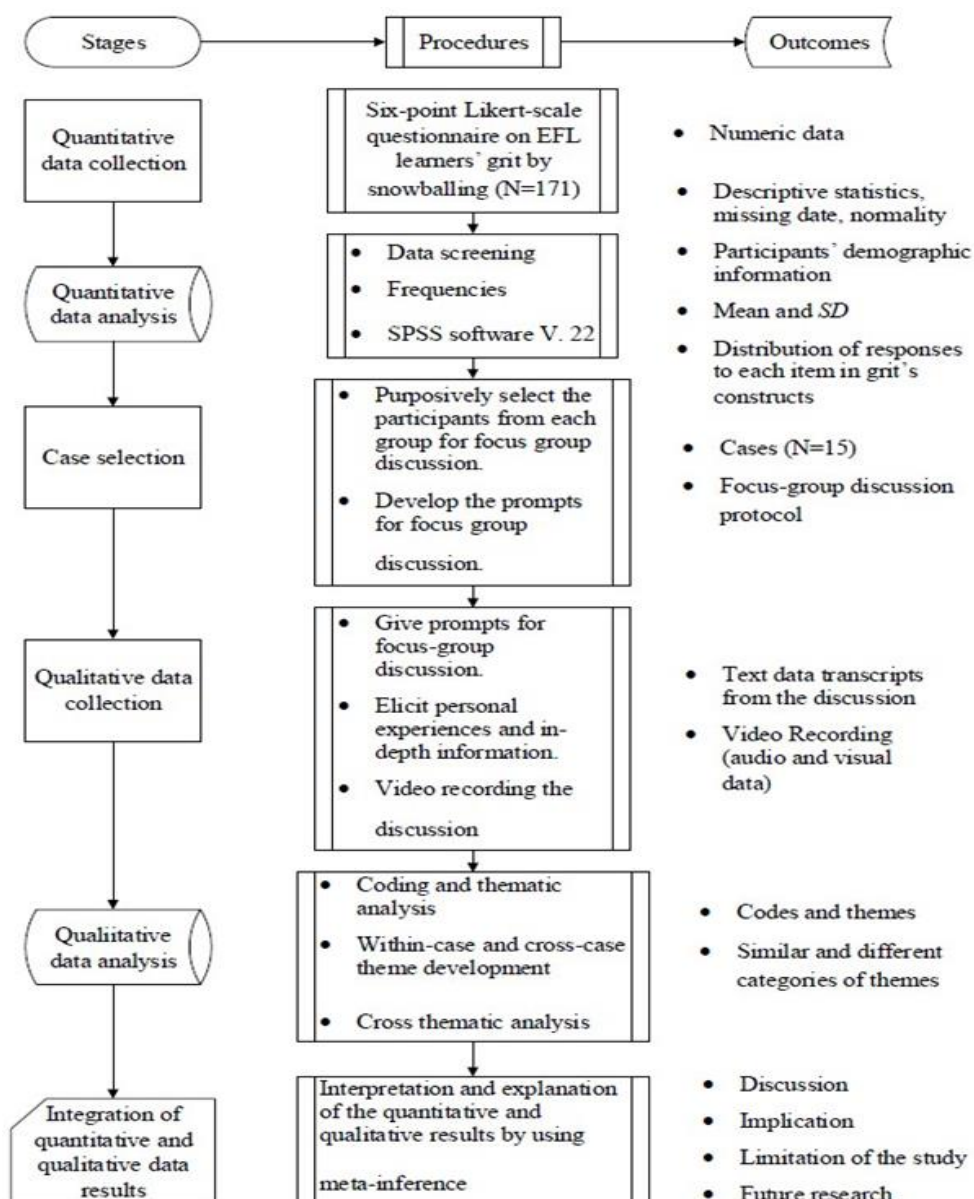 Stages
Procedures
Outcomes
Quantitative
data collection
Six-point Likert-scale
questionnaire on EFL
learners' grit by
snowballing (N=171)
• Numeric data
• Descriptive statistics,
missing date, normality
• Participants' demographic
information
• Mean and SD
• Distribution of responses
to each item in grit's
constructs
Quantitative
data analysis
• Data screening
• Frequencies
• SPSS software V. 22
Case selection
• Purposively select the
participants from each
group for focus group
discussion.
• Develop the prompts
for focus group
discussion.
• Cases (N=15)
• Focus-group discussion
protocol
Qualitative data
collection
• Give prompts for
focus-group
discussion.
• Elicit personal
experiences and in-
depth information.
• Video recording the
discussion
• Text data transcripts
from the discussion
• Video Recording
(audio and visual
data)
Qualiitative
data analysis
• Coding and thematic
analysis
• Within-case and cross-case
theme development
• Cross thematic analysis
• Codes and themes
• Similar and different
categories of themes
Integration of
quantitative and
qualitative data
results
Interpretation and explanation
of the quantitative and
qualitative results by using
meta-inference
• Discussion
• Implication
• Limitation of the study
• Future research